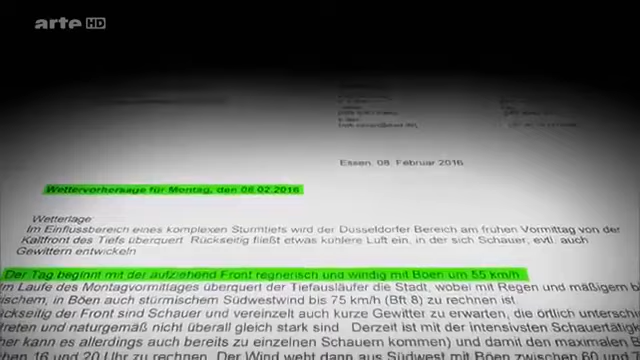 arte HD
Essen, 08. Februar 2016
Wettervorhersage für Montag, den 08.02.2016
Wetterlage:
Im Einflussbereich eines komplexen Sturmtiefs wird der Düsseldorfer Bereich am frühen Vormittag von der
Kaltfront des Tiefs überquert. Rückseitig fließt etwas kühlere Luft ein, in der sich Schauer, evtl. auch
Gewittern entwickeln
Der Tag beginnt mit der aufziehend Front regnerisch und windig mit Böen um 55 km/h
m Laufe des Montagvormittages überquert der Tiefausläufer die Stadt, wobei mit Regen und mäßigem b
rischem, in Böen auch stürmischem Südwestwind bis 75 km/h (Bft 8) zu rechnen ist.
ückseitig der Front sind Schauer und vereinzelt auch kurze Gewitter zu erwarten, die örtlich untersch
reten und naturgemäß nicht überall gleich stark sind. Derzeit ist mit der intensivsten Schauertätigk
her kann es allerdings auch bereits zu einzelnen Schauern kommen) und damit den maximalen S
en 16 und 20 Uhr zu rechnen. Der Wind weht dann aus Südwest mit Böen zwischen 60 un